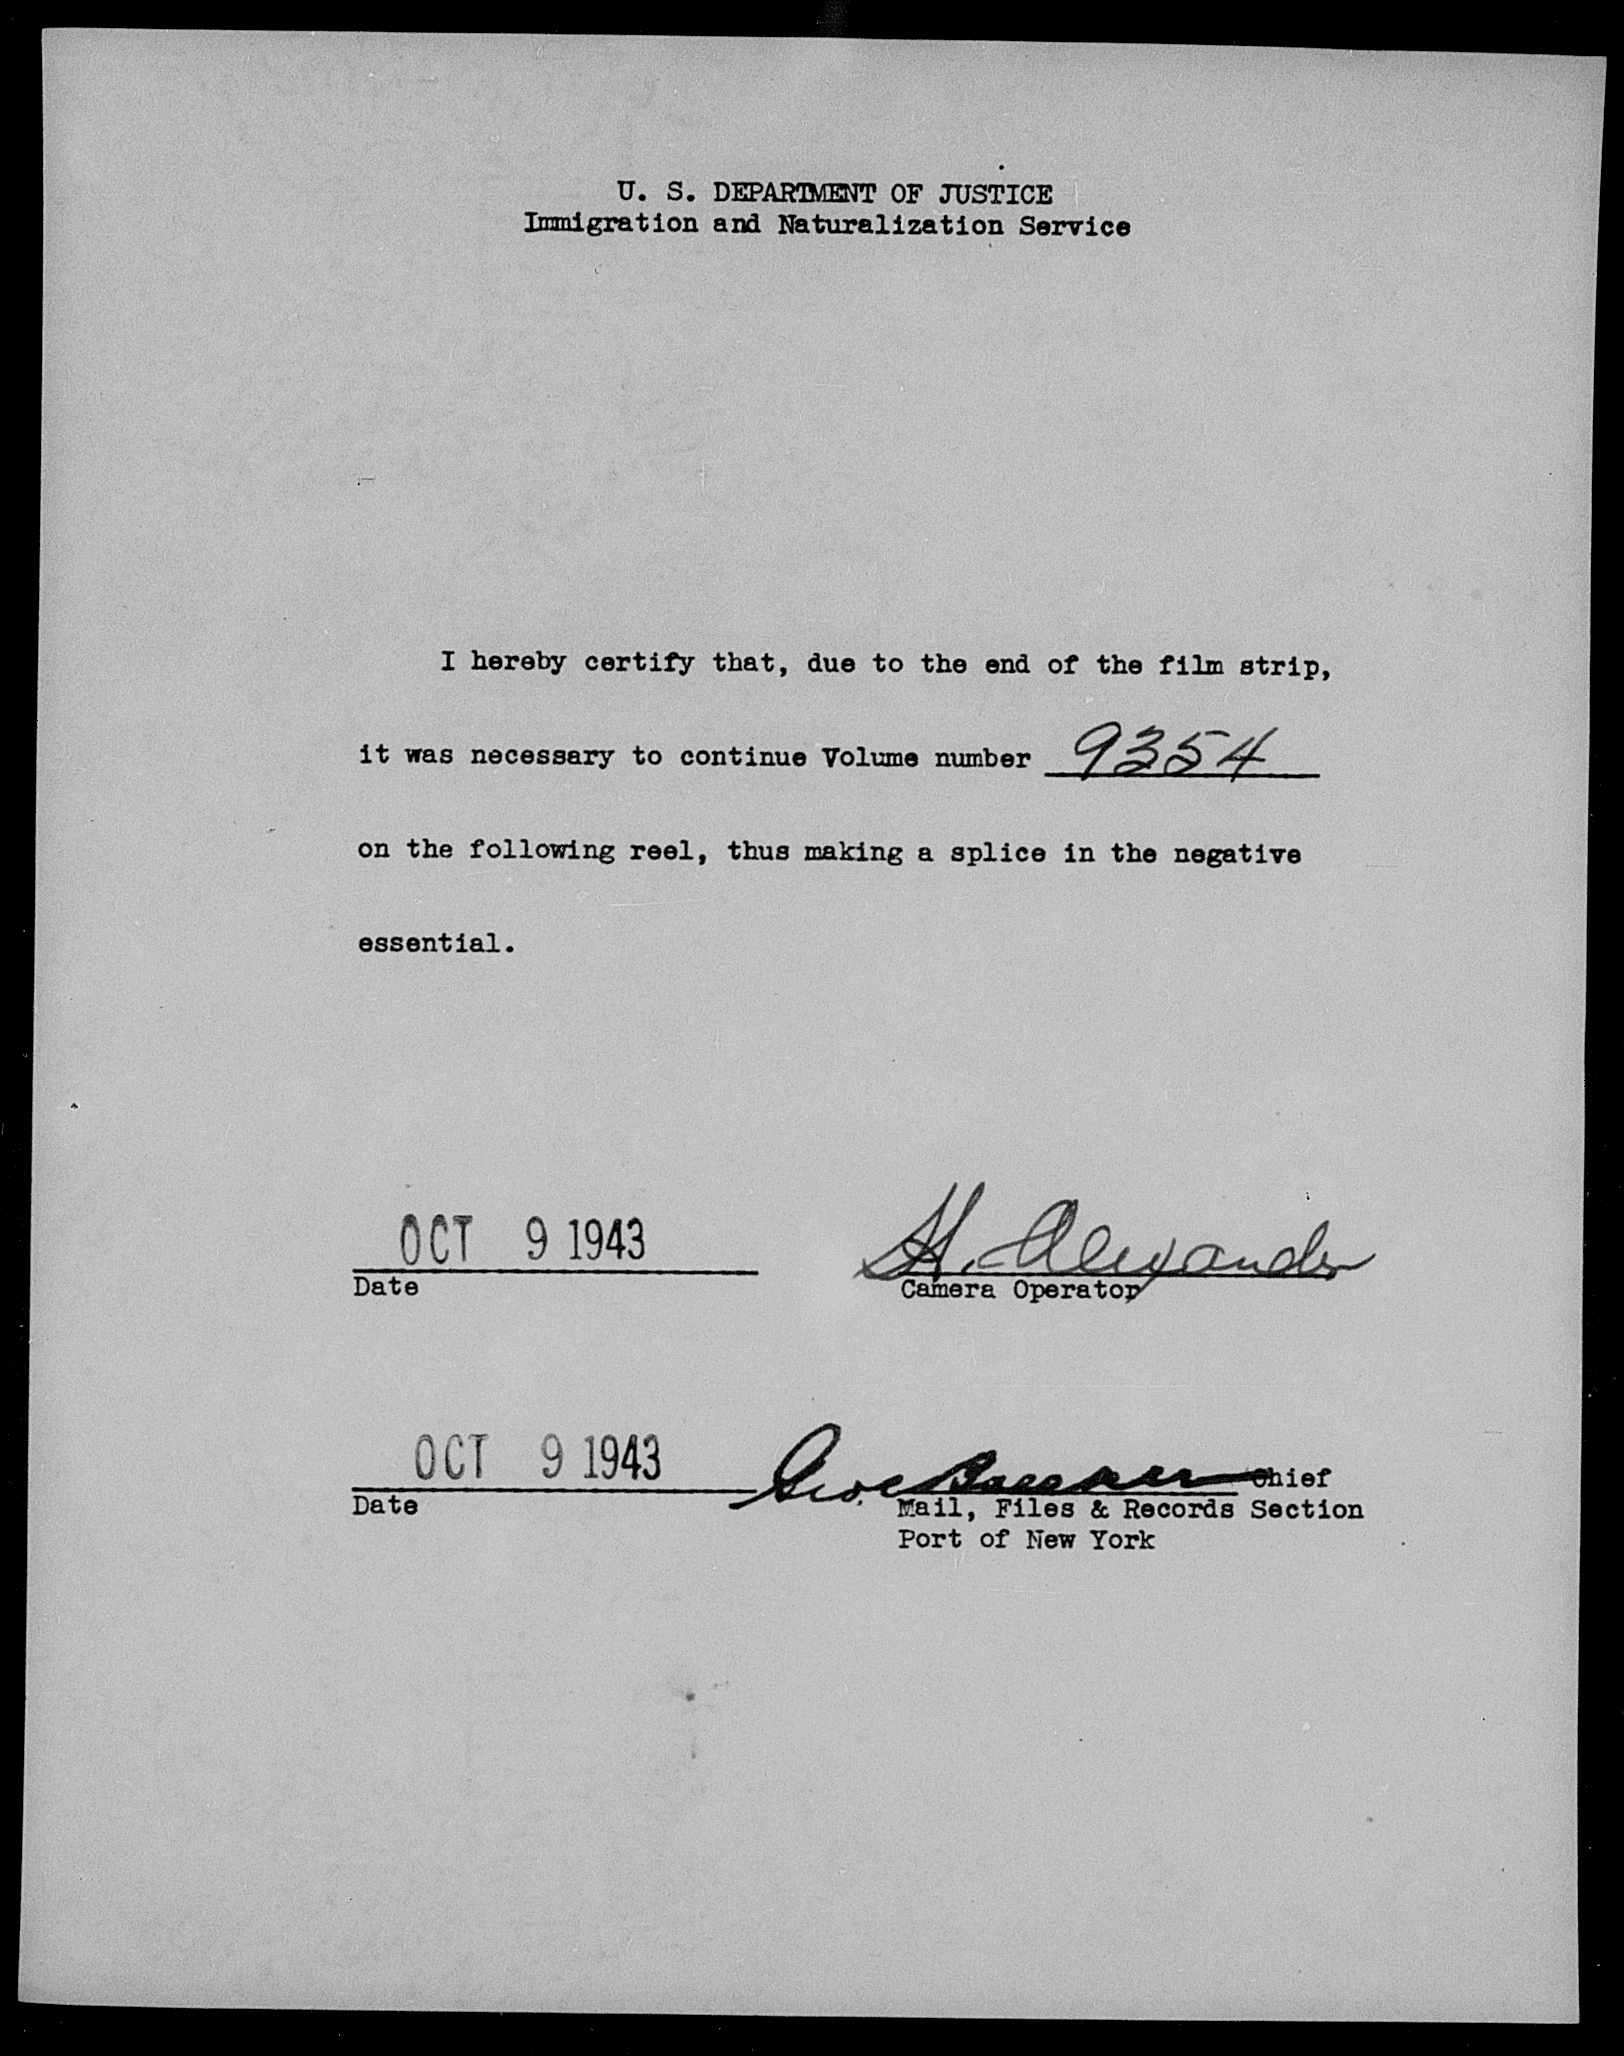 U. S. DEPARTMENT OF JUSTICE
Immigration and Naturalization Service
I hereby certify that, due to the end of the film strip,
it was necessary to continue Volume number 9354
on the following reel, thus making a splice in the negative
essential.
OCT 9 1943 H. Alexander
Date Camera Operator
OCT 9 1943 Chief
Date Mail, Files & Records Section
Port of New York